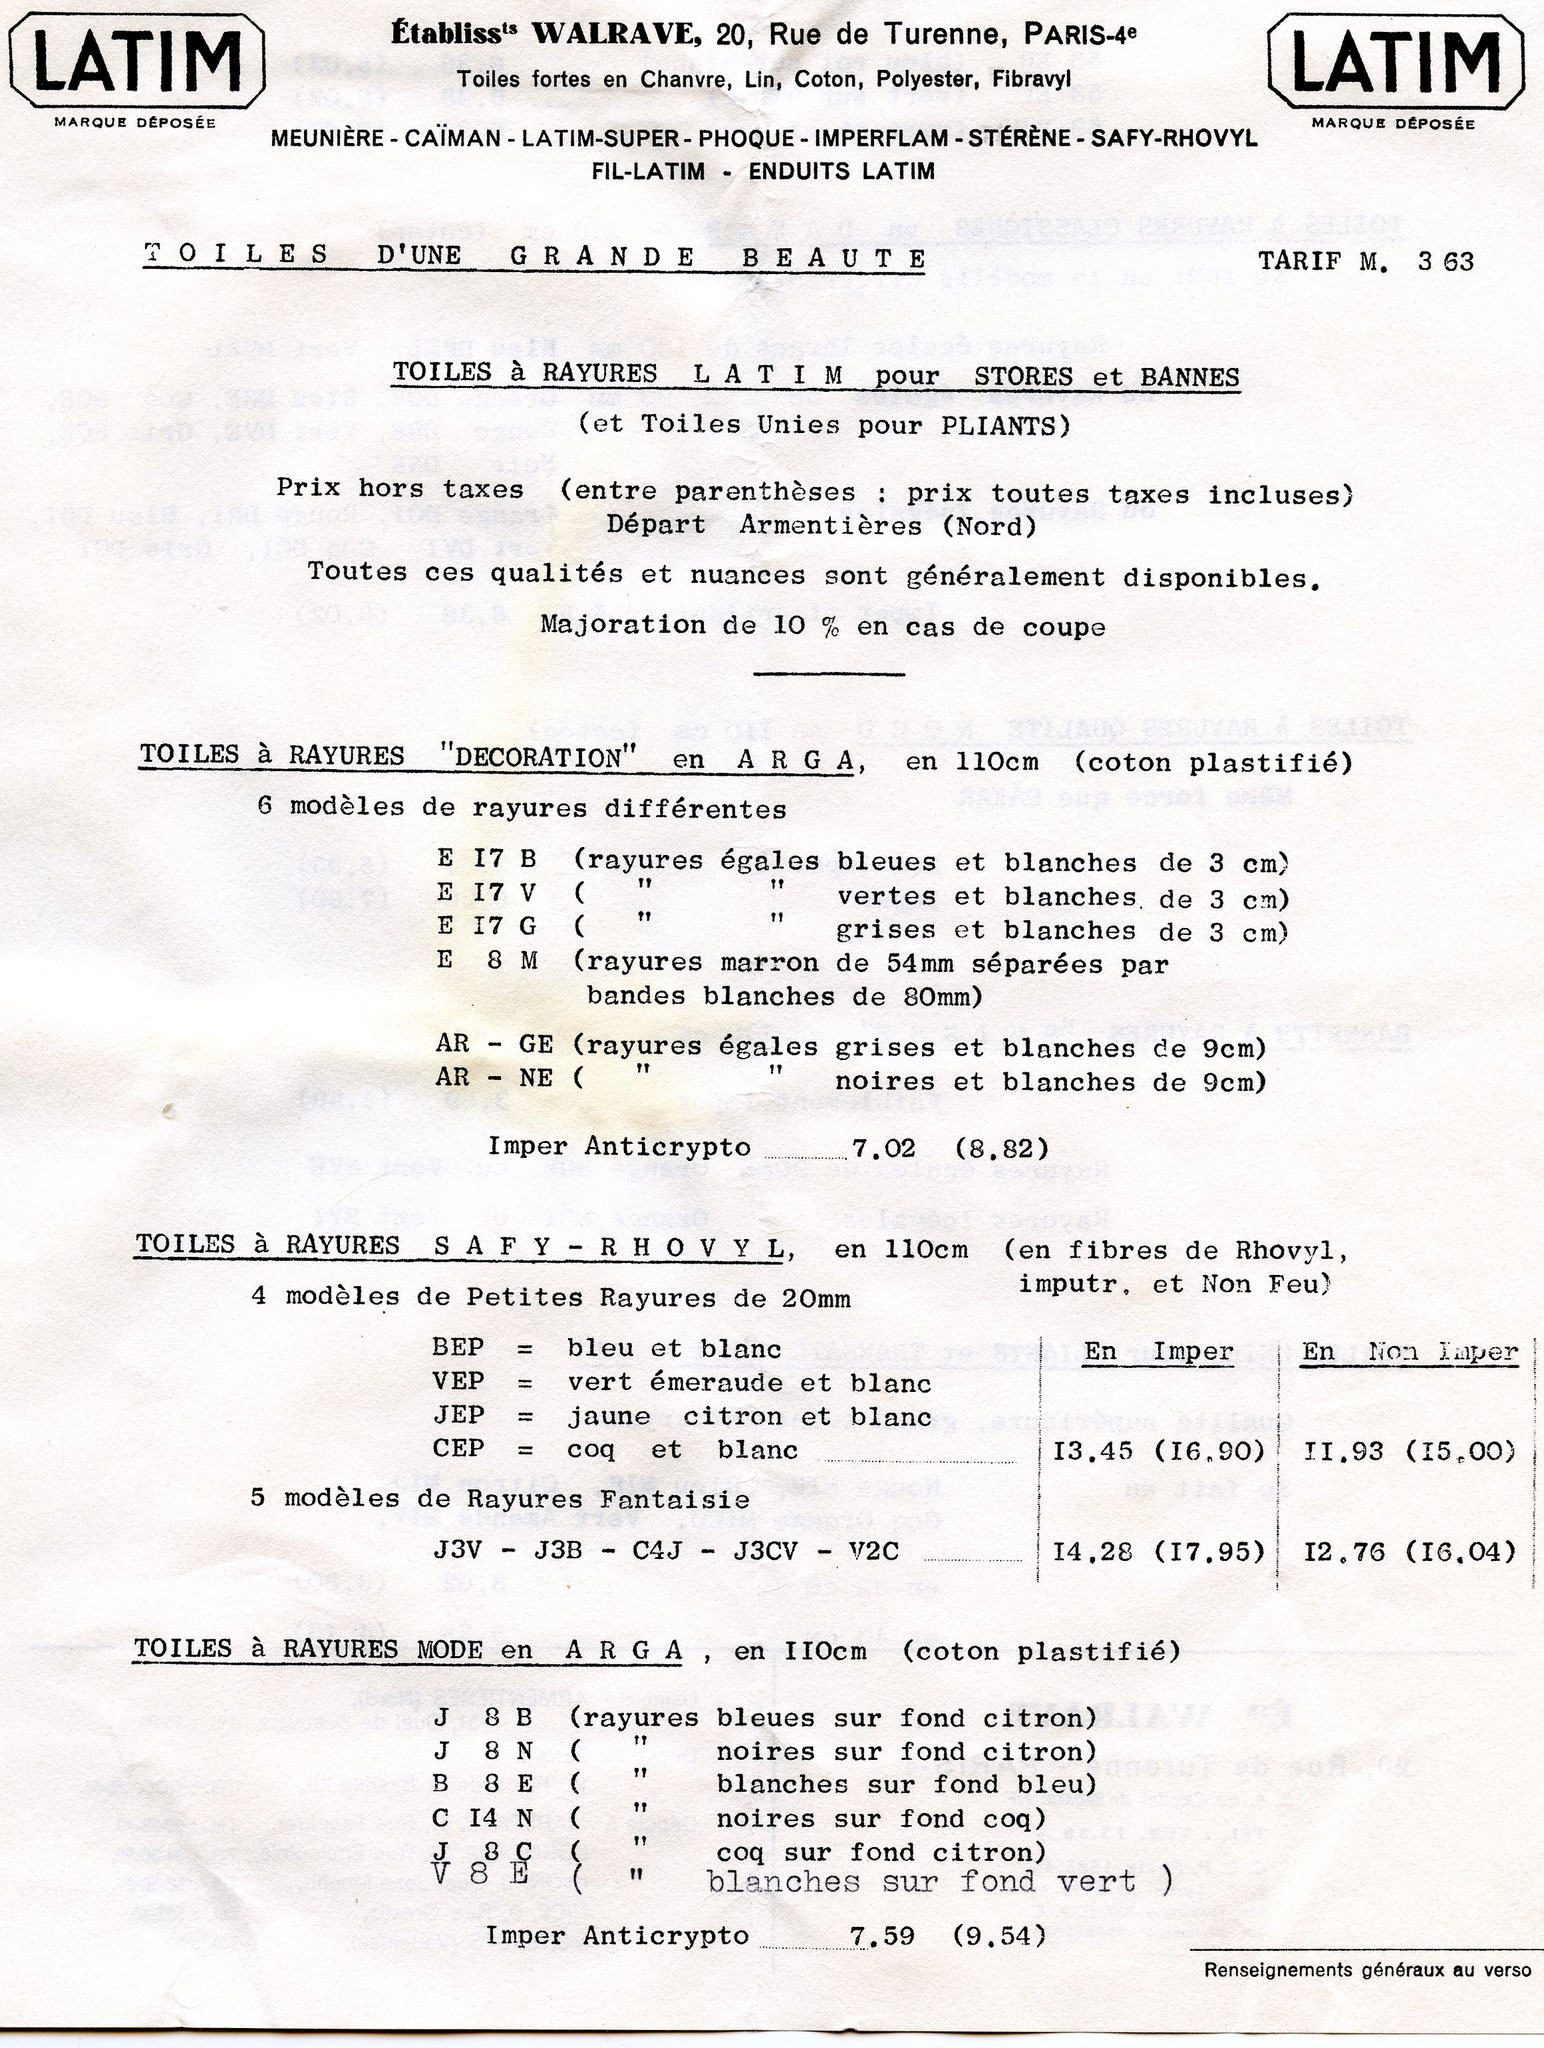 LATIM
MARQUE DÉPOSÉE
Établissts WALRAVE, 20, Rue de Turenne, PARIS-4e
Toiles fortes en Chanvre, Lin, Coton, Polyester, Fibravyl
LATIM
MARQUE DÉPOSÉE
MEUNIÈRE - CAÏMAN - LATIM-SUPER - PHOQUE - IMPERFLAM - STÉRÈNE - SAFY-RHOVYL
FIL-LATIM - ENDUITS LATIM
TOILES D'UNE GRANDE BEAUTE TARIF M. 363
TOILES à RAYURES LATIM pour STORES et BANNES
(et Toiles Unies pour PLIANTS)
Prix hors taxes (entre parenthèses : prix toutes taxes incluses)
Départ Armentières (Nord)
Toutes ces qualités et nuances sont généralement disponibles.
Majoration de I0 % en cas de coupe
TOILES à RAYURES "DECORATION" en ARGA, en II0cm (coton plastifié)
6 modèles de rayures différentes
E I7 B (rayures égales bleues et blanches de 3 cm)
E I7 V ( " " vertes et blanches. de 3 cm)
E I7 G ( " " grises et blanches de 3 cm)
E 8 M (rayures marron de 54mm séparées par
bandes blanches de 80mm)
AR - GE (rayures égales grises et blanches de 9cm)
AR - NE ( " " noires et blanches de 9cm)
Imper Anticrypto ........ 7.02 (8.82)
TOILES à RAYURES SAFY-RHOVYL, en II0cm (en fibres de Rhovyl,
imputr. et Non Feu)
4 modèles de Petites Rayures de 20mm
En Imper En Non Imper
BEP = bleu et blanc
VEP = vert émeraude et blanc
JEP = jaune citron et blanc
CEP = coq et blanc ........ I3.45 (I6.90) II.93 (I5.00)
5 modèles de Rayures Fantaisie
J3V - J3B - C4J - J3CV - V2C ........ I4.28 (I7.95) I2.76 (I6.04)
TOILES à RAYURES MODE en ARGA , en II0cm (coton plastifié)
J 8 B (rayures bleues sur fond citron)
J 8 N ( " noires sur fond citron)
B 8 E ( " blanches sur fond bleu)
C I4 N ( " noires sur fond coq)
J 8 C ( " coq sur fond citron)
V 8 E ( " blanches sur fond vert )
Imper Anticrypto ........ 7.59 (9.54)
Renseignements généraux au verso